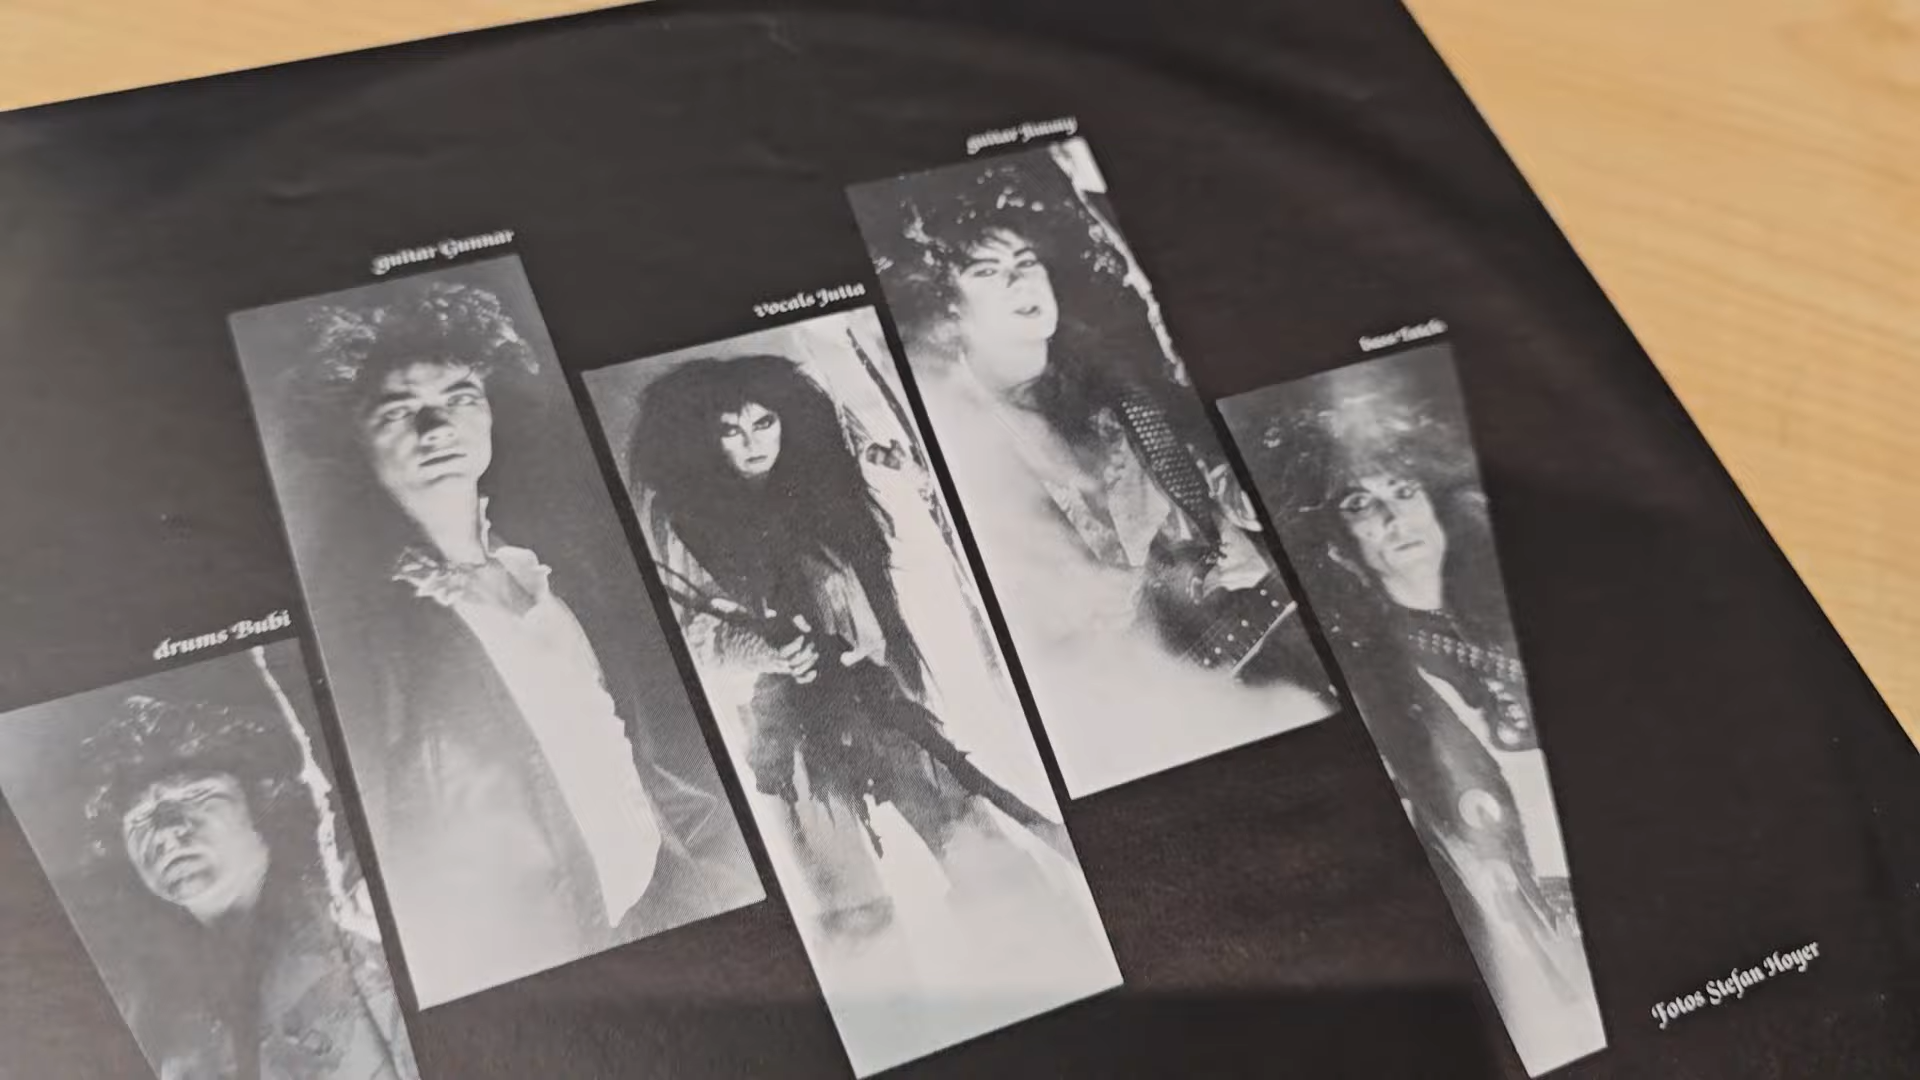 guitar Jimmy
guitar Gunnar
vocals Jutta
drums Bubi
Fotos Stefan Hoyer